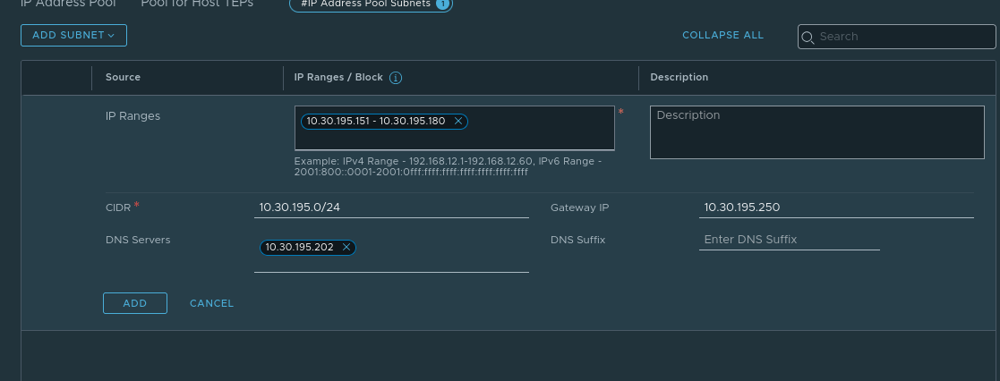 IP Address Pool Pool for Host TEPs #IP Address Pool Subnets 1
ADD SUBNET COLLAPSE ALL Search
Source IP Ranges / Block Description
IP Ranges 10.30.195.151 - 10.30.195.180 * Description
Example: IPv4 Range - 192.168.12.1-192.168.12.60, IPv6 Range -
2001:800::0001-2001:0fff:ffff:ffff:ffff:ffff:ffff:ffff
CIDR * 10.30.195.0/24 Gateway IP 10.30.195.250
DNS Servers 10.30.195.202 DNS Suffix Enter DNS Suffix
ADD CANCEL